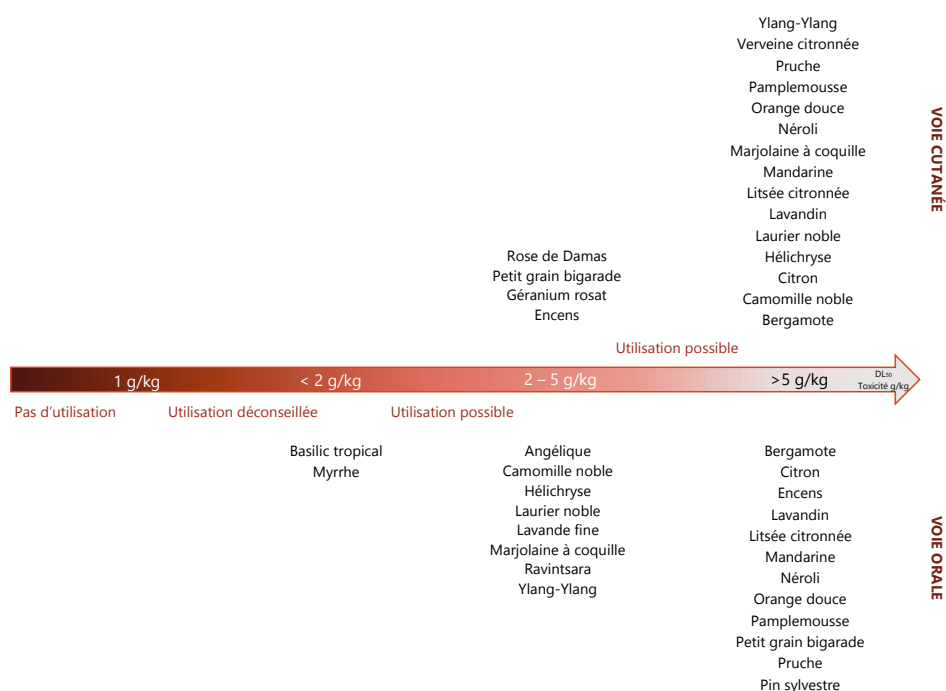 Ylang-Ylang
Verveine citronnée
Pruche
Pamplemousse
Orange douce
Néroli
Marjolaine à coquille
Mandarine
Litsée citronnée
Lavandin
Laurier noble
Hélichryse
Citron
Camomille noble
Bergamote
VOIE CUTANÉE
Rose de Damas
Petit grain bigarade
Géranium rosat
Encens
Utilisation possible
1 g/kg
< 2 g/kg
2 – 5 g/kg
>5 g/kg
DL₅₀
Toxicité g/kg
Pas d’utilisation
Utilisation déconseillée
Utilisation possible
Basilic tropical
Myrrhe
Angélique
Camomille noble
Hélichryse
Laurier noble
Lavande fine
Marjolaine à coquille
Ravintsara
Ylang-Ylang
Bergamote
Citron
Encens
Lavandin
Litsée citronnée
Mandarine
Néroli
Orange douce
Pamplemousse
Petit grain bigarade
Pruche
Pin sylvestre
VOIE ORALE